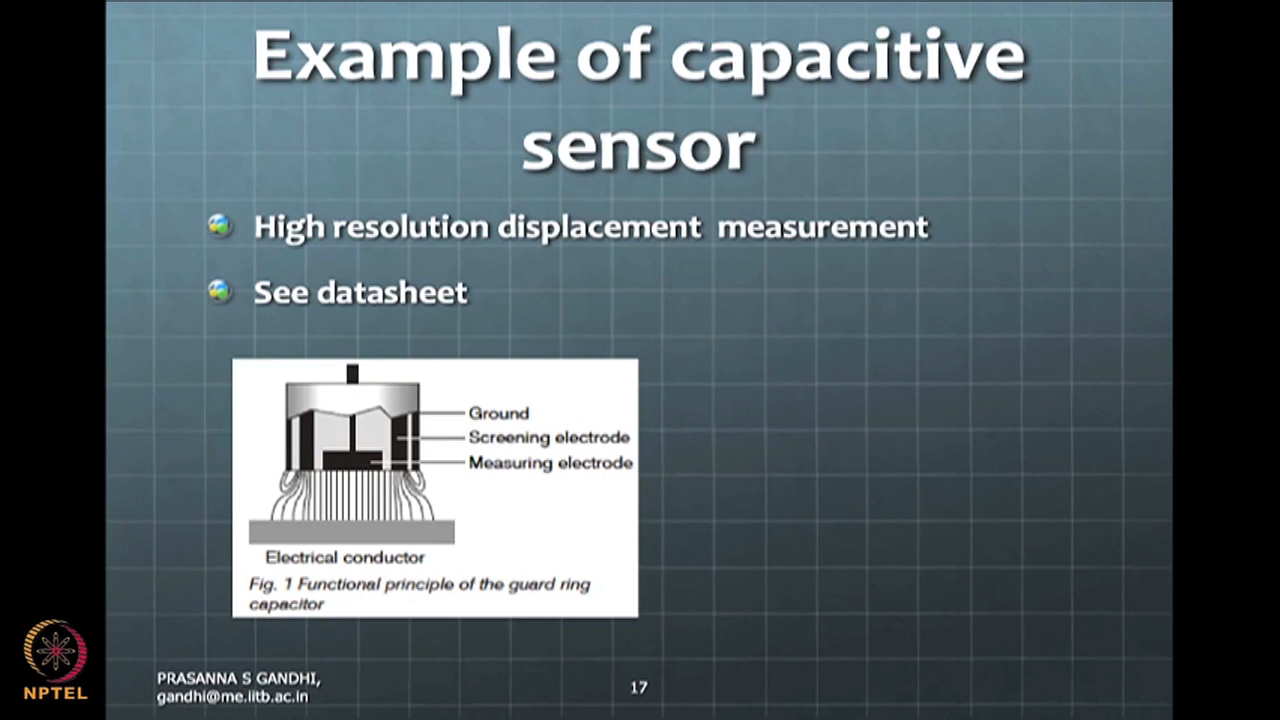 Example of capacitive
sensor
High resolution displacement measurement
See datasheet
Ground
Screening electrode
Measuring electrode
Electrical conductor
Fig. 1 Functional principle of the guard ring
capacitor
NPTEL
PRASANNA S GANDHI,
gandhi@me.iitb.ac.in
17